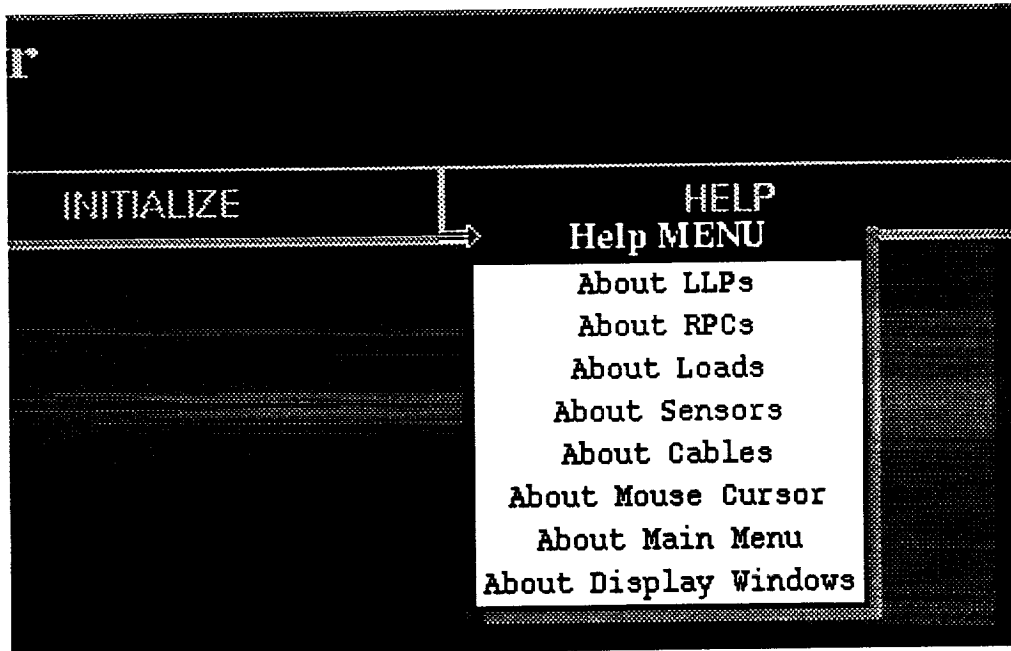 r
INITIALIZE
HELP
Help MENU
About LLPs
About RPCs
About Loads
About Sensors
About Cables
About Mouse Cursor
About Main Menu
About Display Windows